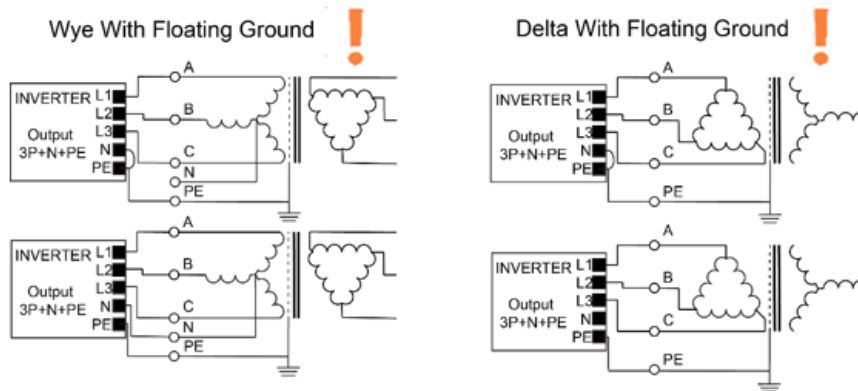 Wye With Floating Ground !
Delta With Floating Ground !
A
INVERTER L1
L2
B
Output L3
3P+N+PE N
PE
C
N
PE
A
INVERTER L1
L2
B
Output L3
3P+N+PE N
PE
C
PE
A
INVERTER L1
L2
B
Output L3
3P+N+PE N
PE
C
N
PE
A
INVERTER L1
L2
B
Output L3
3P+N+PE N
PE
C
PE